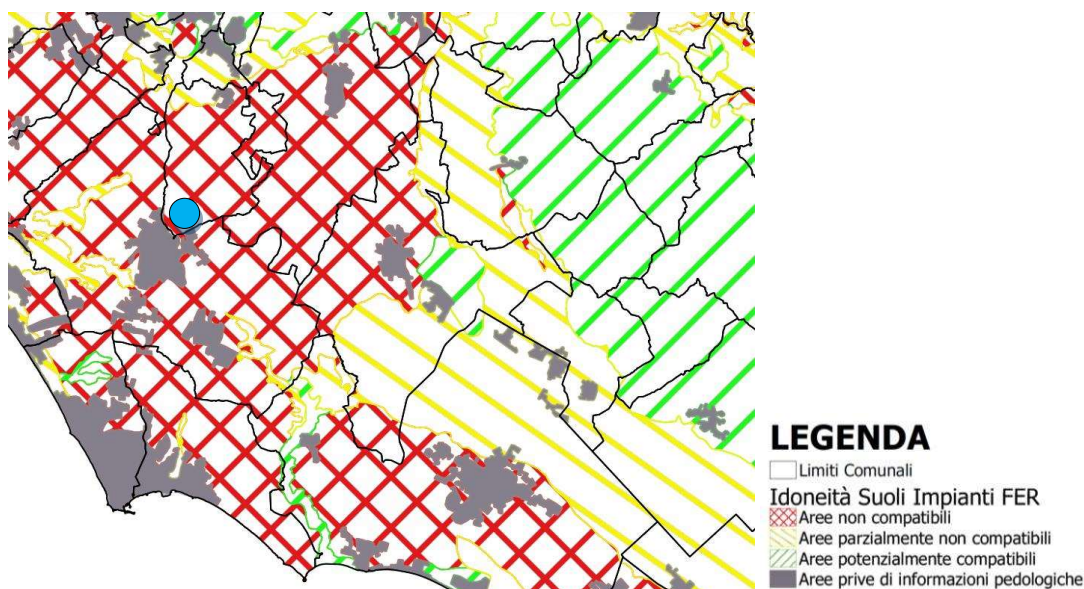 LEGENDA
Limiti Comunali
Idoneità Suoli Impianti FER
Aree non compatibili
Aree parzialmente non compatibili
Aree potenzialmente compatibili
Aree prive di informazioni pedologiche